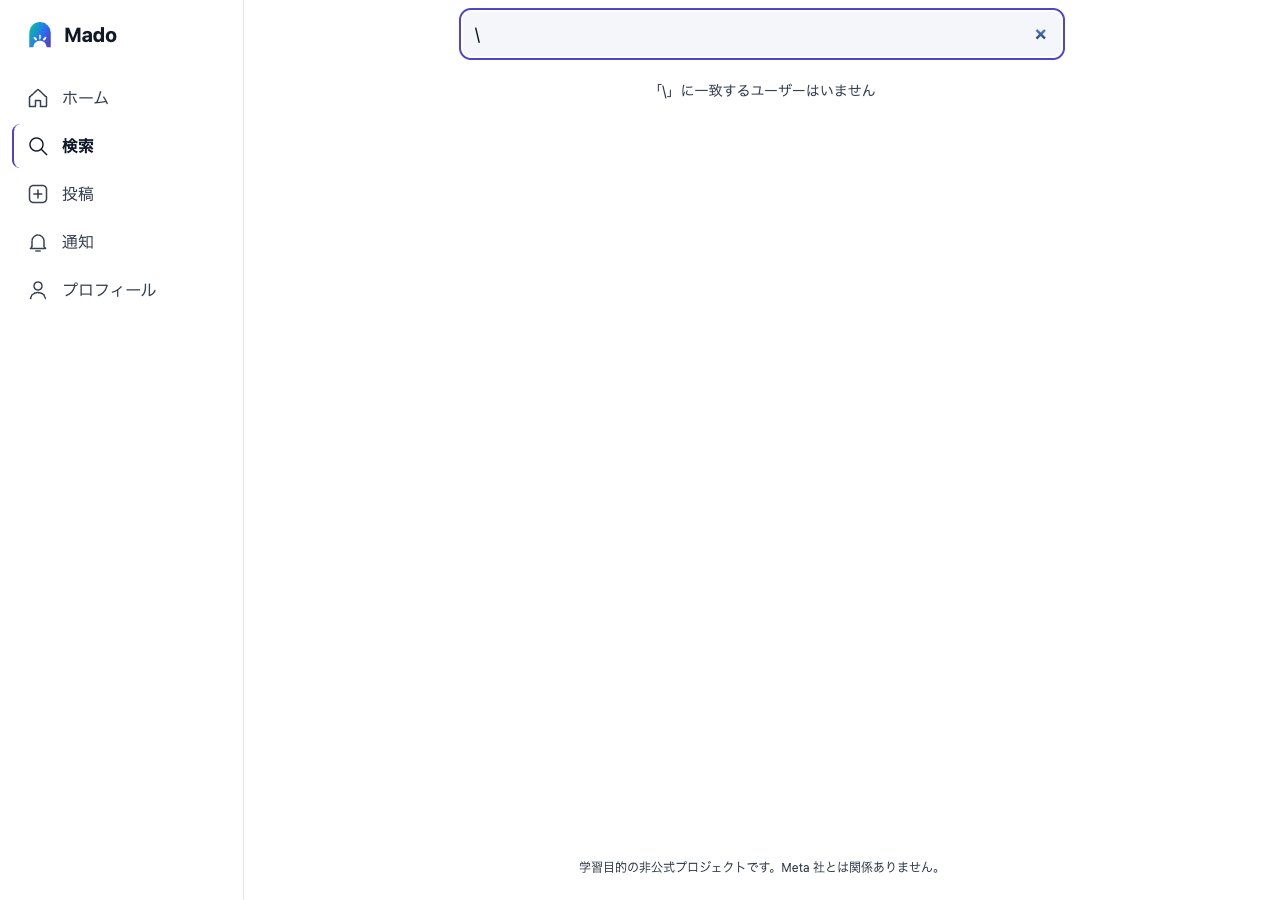 Mado
ホーム
検索
投稿
通知
プロフィール
\
「\」に一致するユーザーはいません
学習目的の非公式プロジェクトです。Meta 社とは関係ありません。